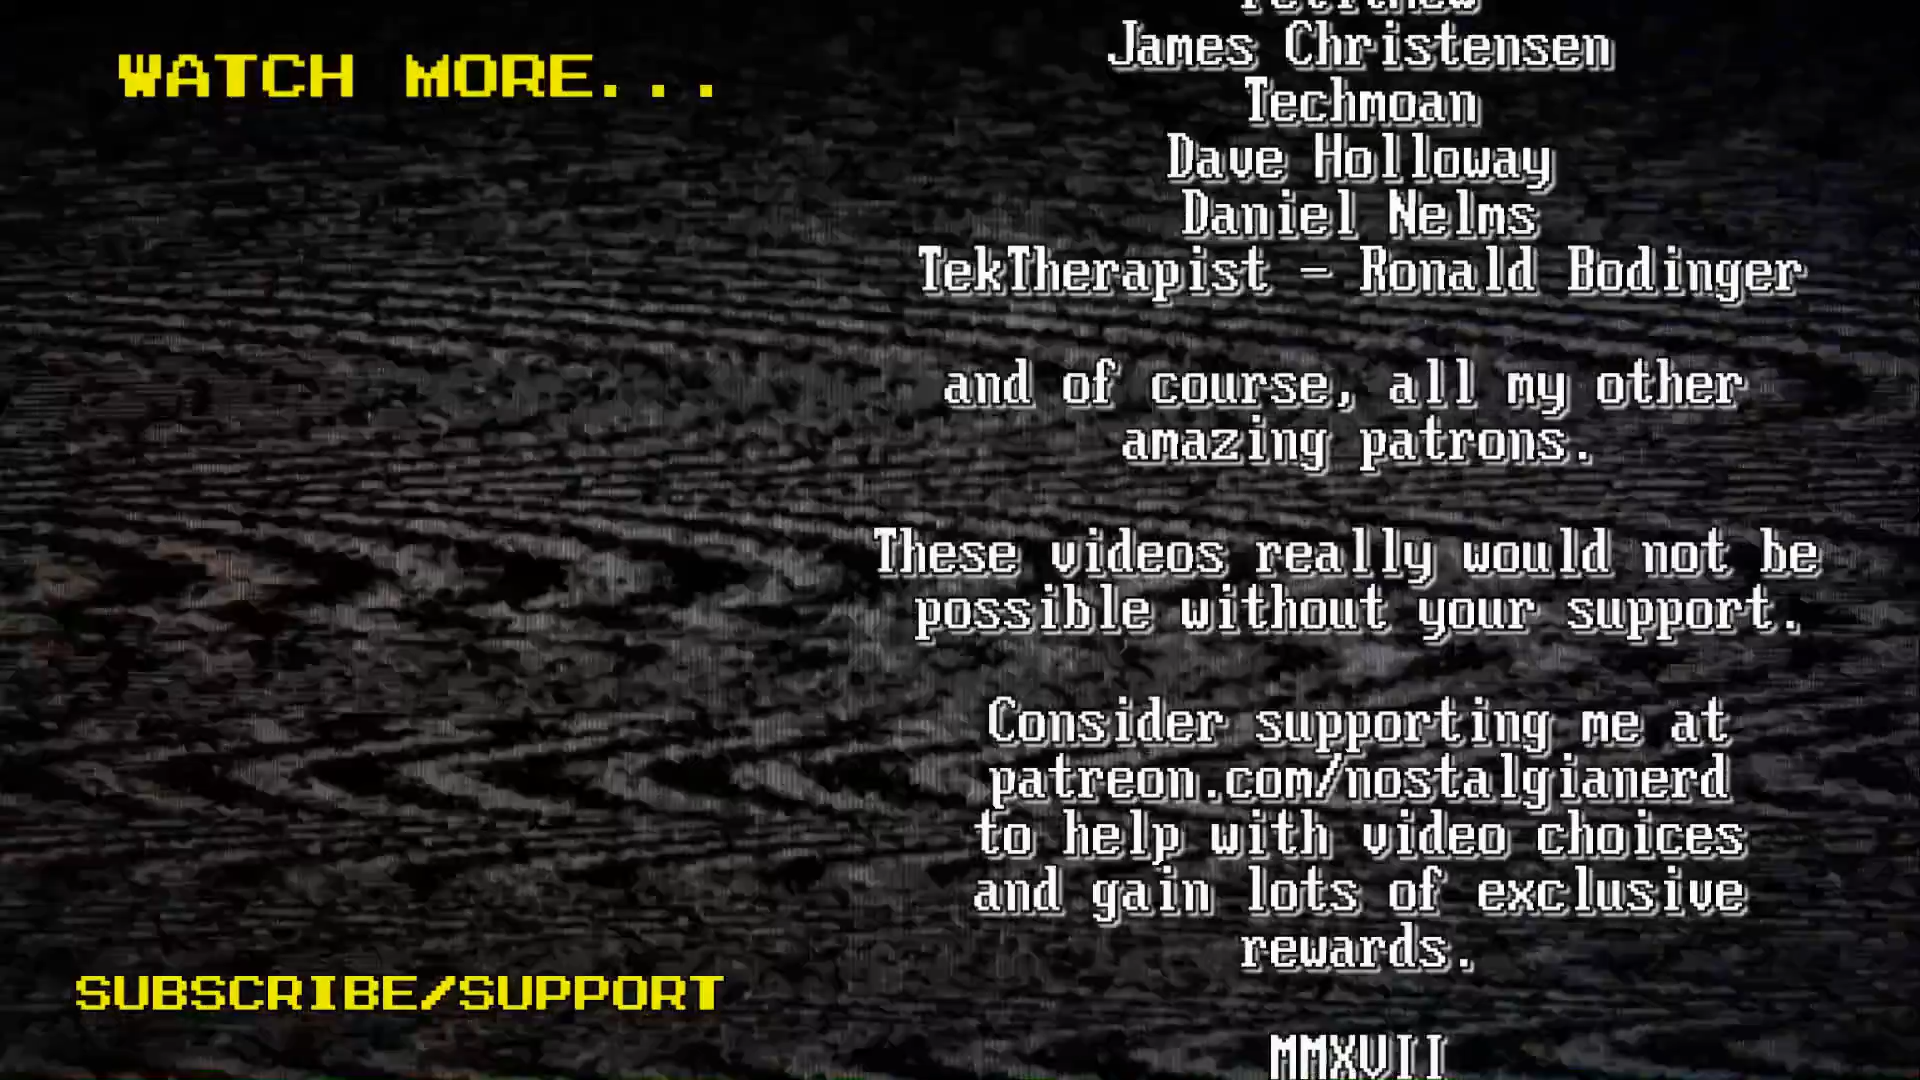 WATCH MORE...
James Christensen
Techmoan
Dave Holloway
Daniel Nelms
TekTherapist - Ronald Bodinger
and of course, all my other
amazing patrons.
These videos really would not be
possible without your support.
Consider supporting me at
patreon.com/nostalgianerd
to help with video choices
and gain lots of exclusive
rewards.
SUBSCRIBE/SUPPORT
MMXVII